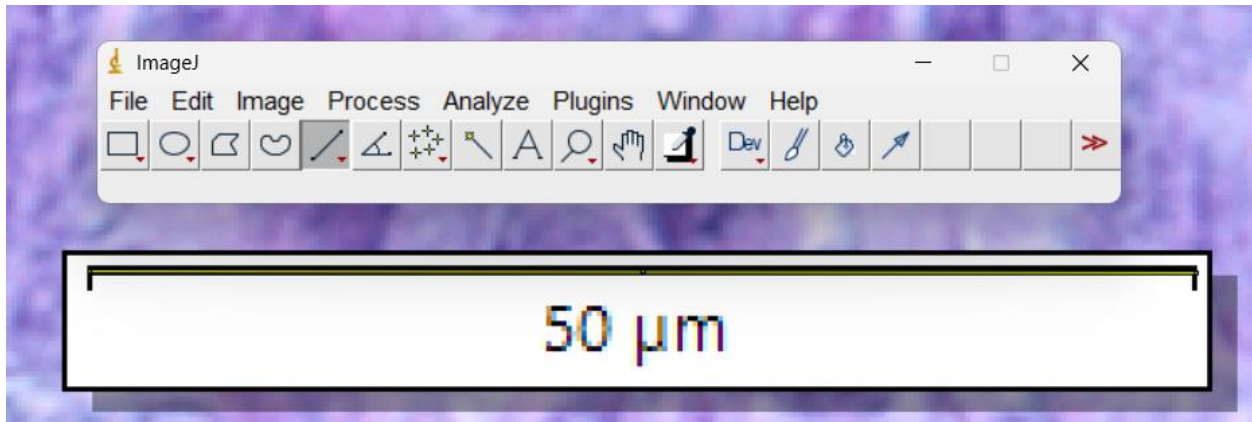 ImageJ
File Edit Image Process Analyze Plugins Window Help
A Dev
50 µm